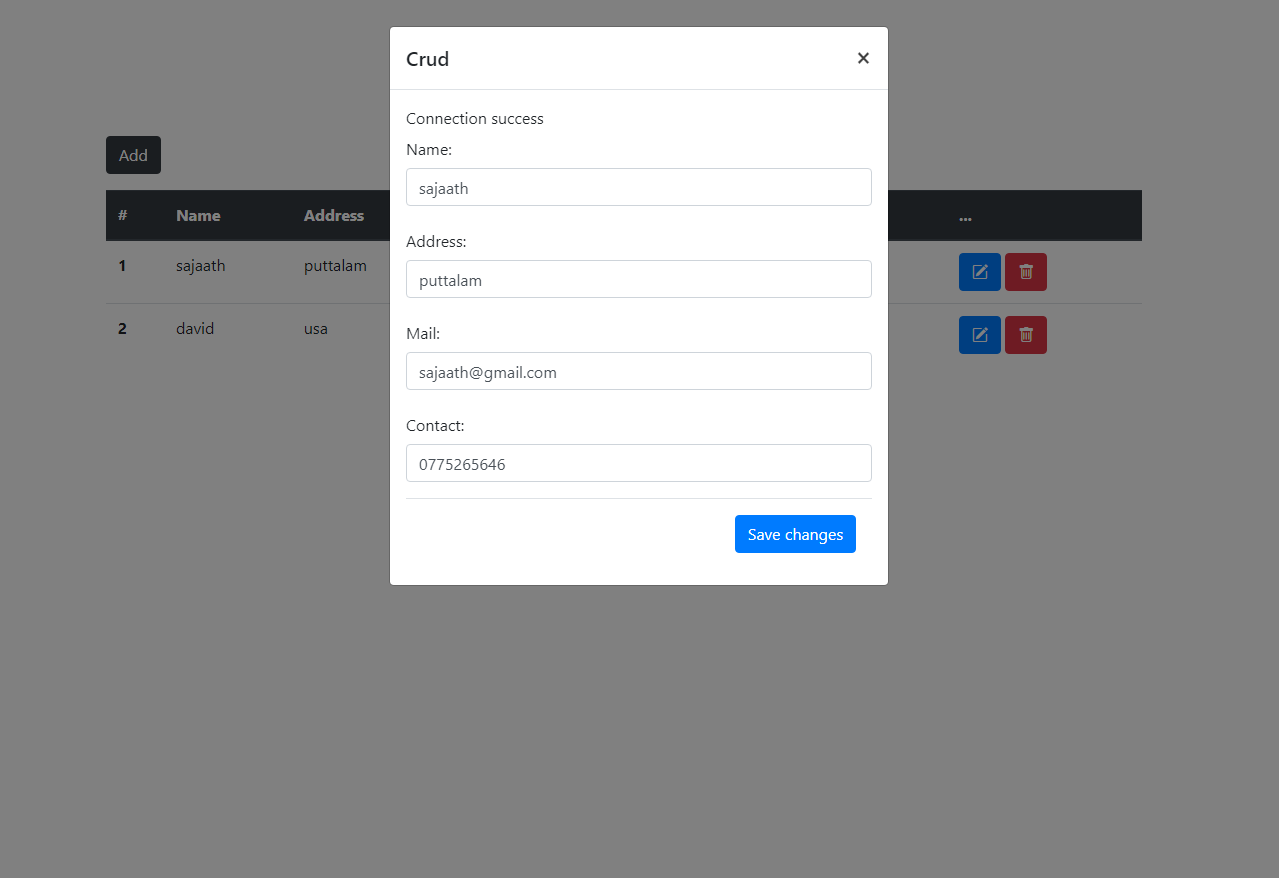 Crud ×
Connection success
Name:
sajaath
Address:
puttalam
Mail:
sajaath@gmail.com
Contact:
0775265646
Save changes
Add
# Name Address ...
1 sajaath puttalam
2 david usa